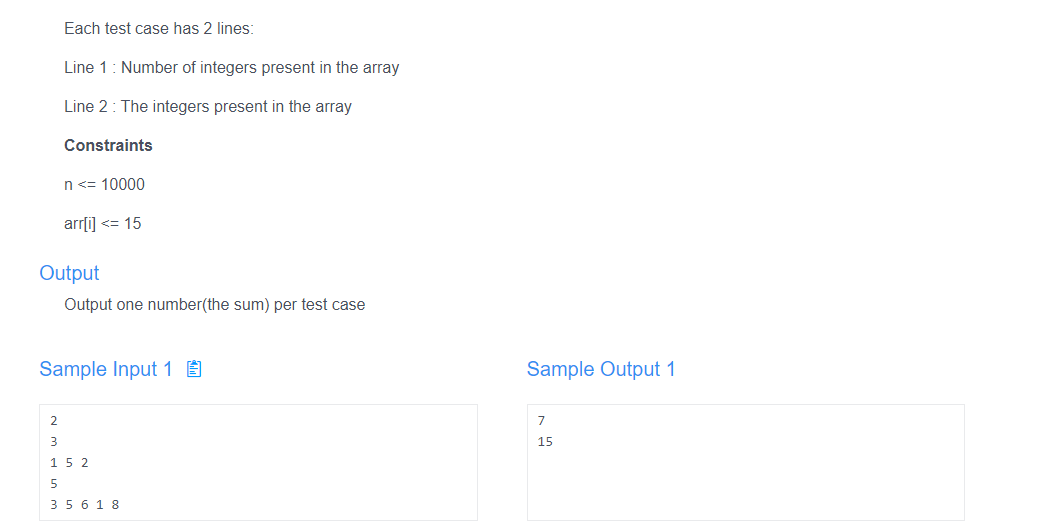 Each test case has 2 lines:
Line 1 : Number of integers present in the array
Line 2 : The integers present in the array
Constraints
n <= 10000
arr[i] <= 15
Output
Output one number(the sum) per test case
Sample Input 1
2
3
1 5 2
5
3 5 6 1 8
Sample Output 1
7
15